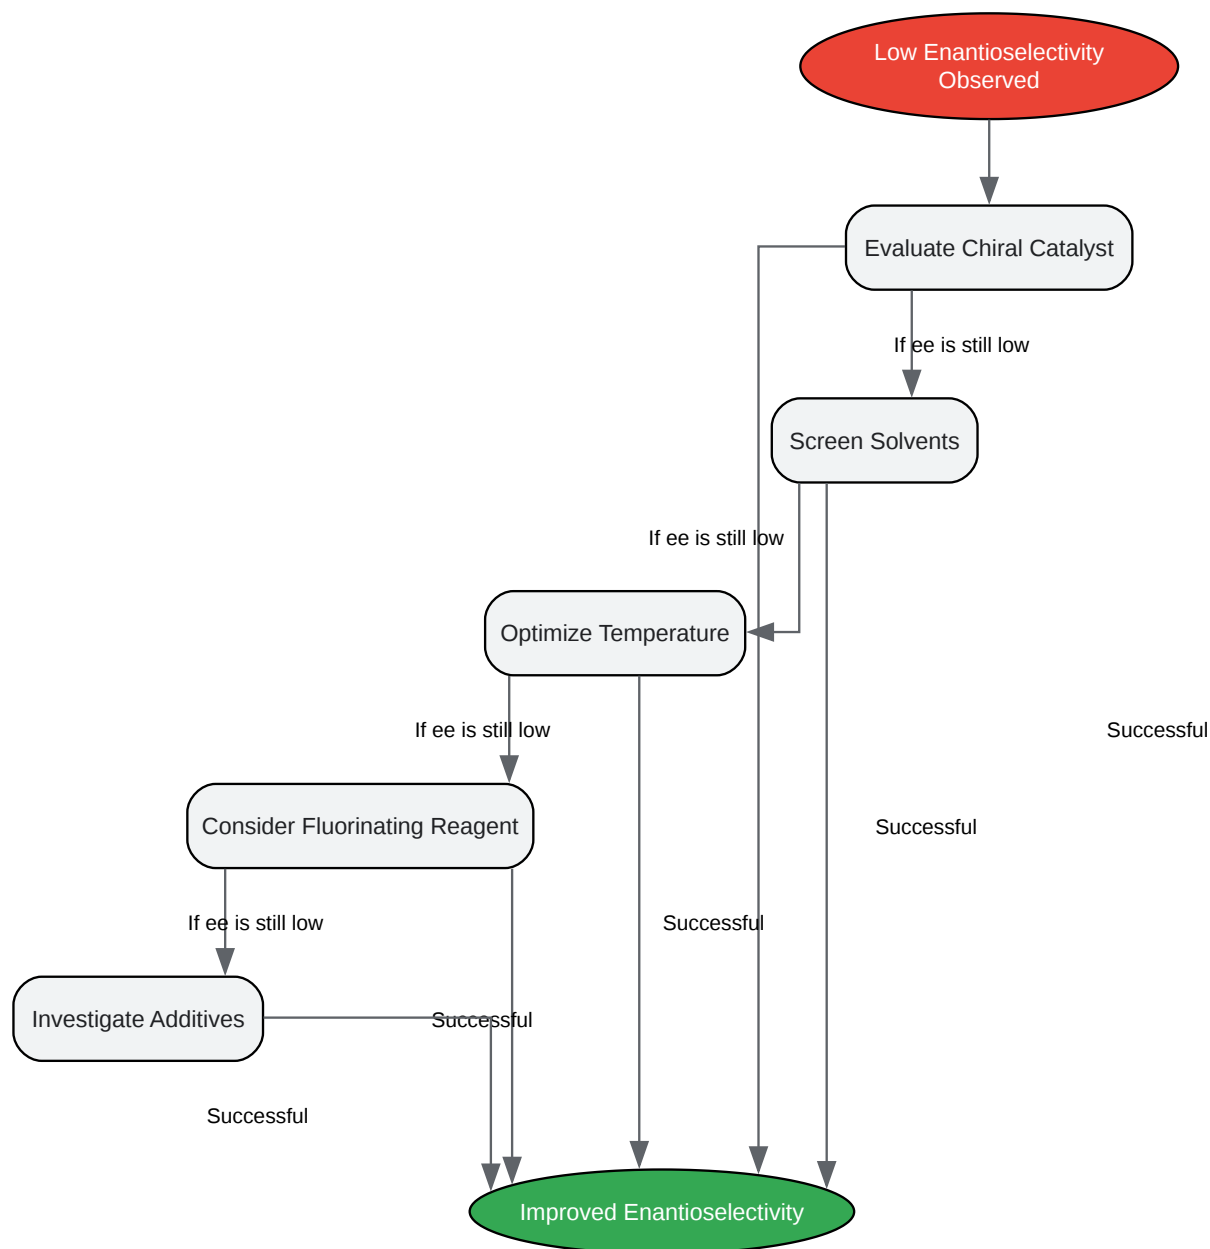 Low Enantioselectivity
Observed
Evaluate Chiral Catalyst
If ee is still low
Screen Solvents
If ee is still low
Optimize Temperature
If ee is still low
Successful
Consider Fluorinating Reagent
Successful
If ee is still low
Successful
Investigate Additives
Successful
Successful
Improved Enantioselectivity